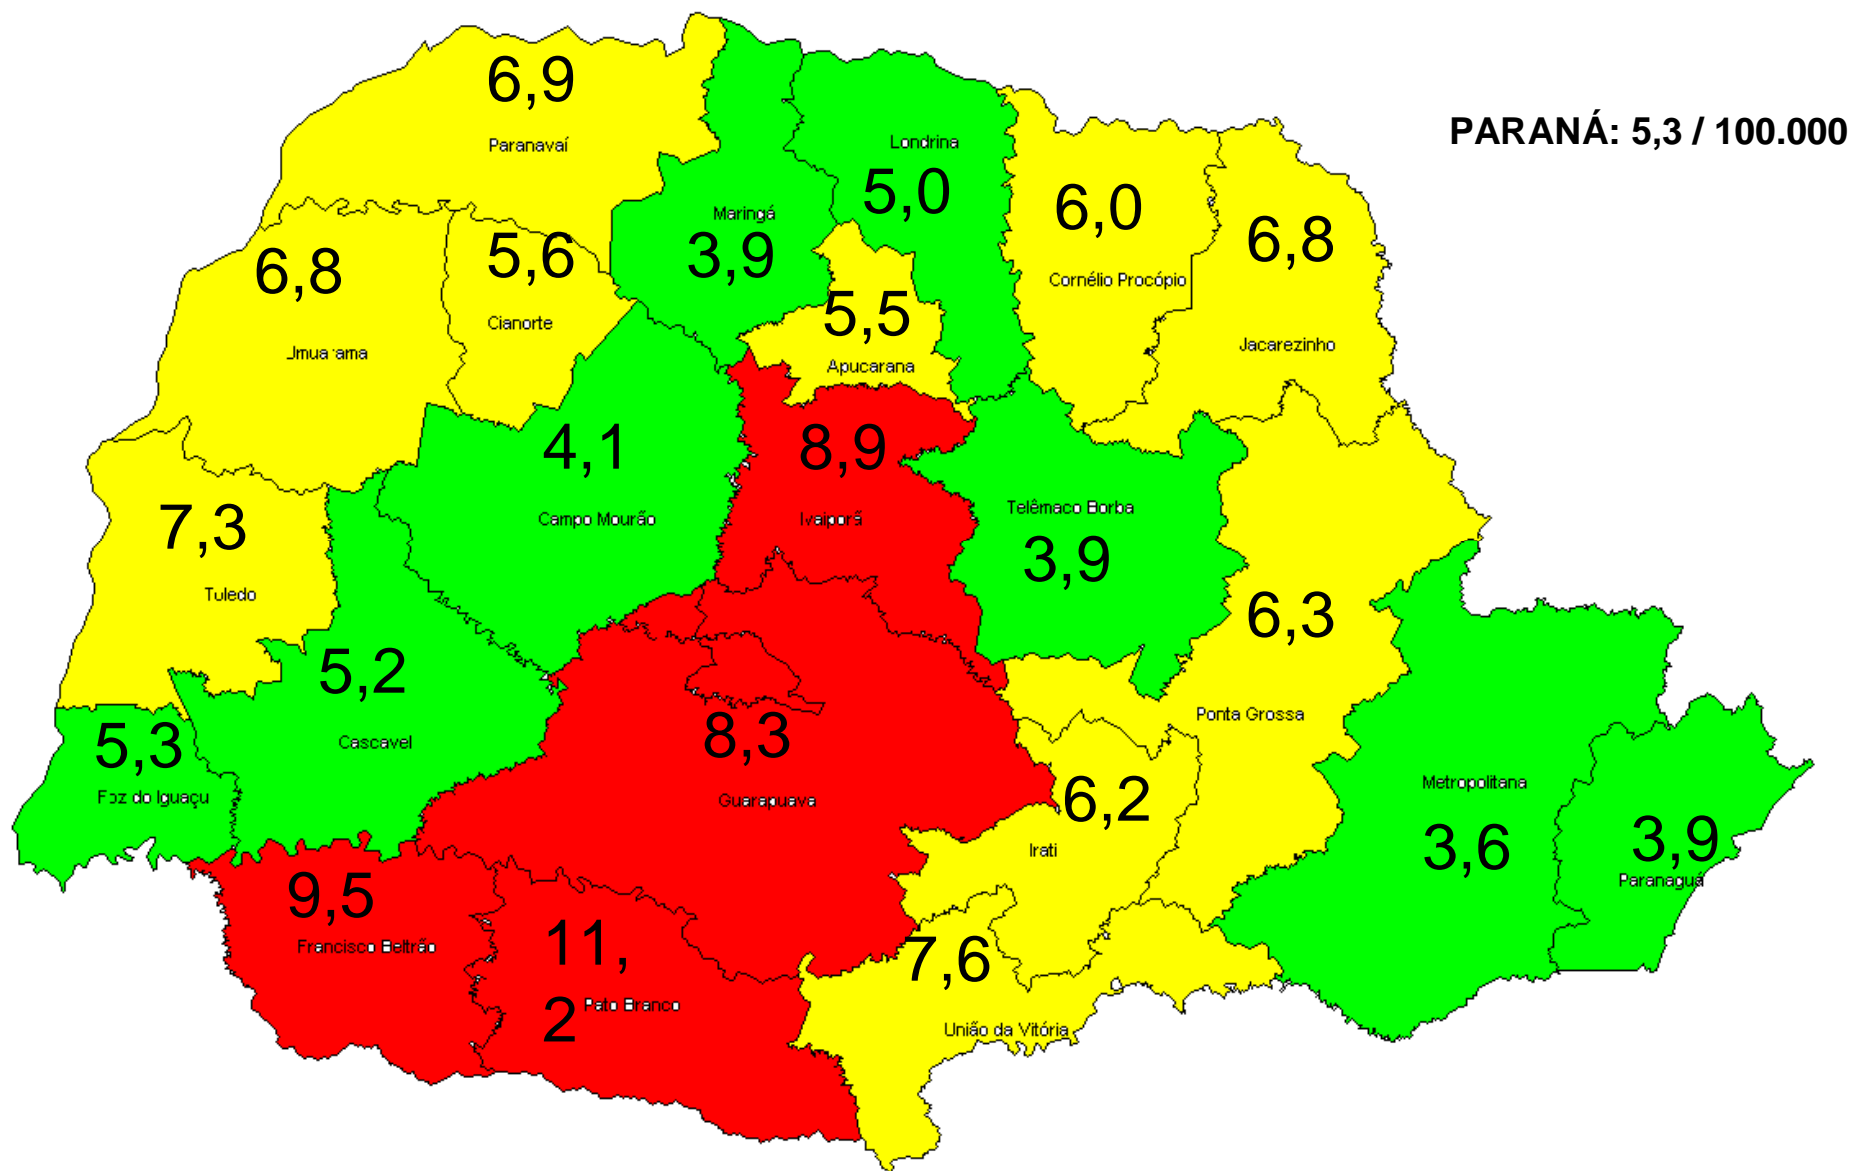 6,9
Paranavaí
Londrina
5,0
PARANÁ: 5,3 / 100.000
Maringá
3,9
6,0
Cornélio Procópio
6,8
Jacarezinho
6,8
5,6
Cianorte
5,5
Apucarana
4,1
Campo Mourão
8,9
Ivaiporã
Telêmaco Borba
3,9
7,3
6,3
Ponta Grossa
5,2
Cascavel
5,3
Foz do Iguaçu
8,3
Guarapuava
6,2
Irati
Metropolitana
3,6
3,9
Paranaguá
9,5
Francisco Beltrão
11,
2
Pato Branco
7,6
União da Vitória